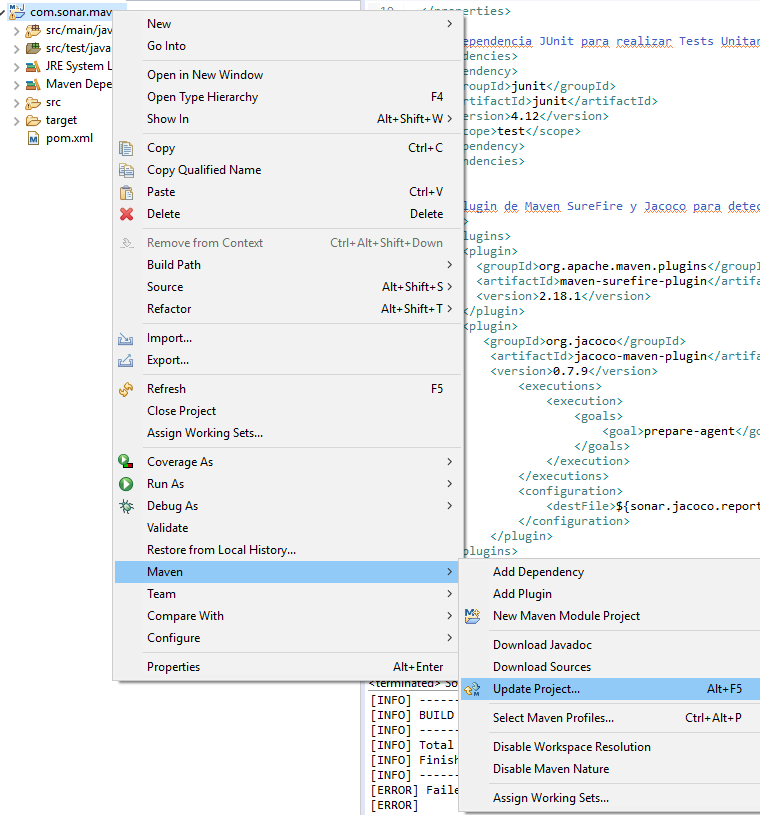 com.sonar.mav
src/main/jav
src/test/java
JRE System L
Maven Depe
src
target
pom.xml
New
Go Into
Open in New Window
Open Type Hierarchy F4
Show In Alt+Shift+W
Copy Ctrl+C
Copy Qualified Name
Paste Ctrl+V
Delete Delete
Remove from Context Ctrl+Alt+Shift+Down
Build Path
Source Alt+Shift+S
Refactor Alt+Shift+T
Import...
Export...
Refresh F5
Close Project
Assign Working Sets...
Coverage As
Run As
Debug As
Validate
Restore from Local History...
Maven
Team
Compare With
Configure
Properties Alt+Enter
</properties>
ependencia JUnit para realizar Tests Unitar
dencies>
endency>
groupId>junit</groupId>
artifactId>junit</artifactId>
version>4.12</version>
scope>test</scope>
pendency>
ndencies>
lugin de Maven SureFire y Jacoco para detec
>
lugins>
<plugin>
<groupId>org.apache.maven.plugins</groupI
<artifactId>maven-surefire-plugin</artifa
<version>2.18.1</version>
</plugin>
<plugin>
<groupId>org.jacoco</groupId>
<artifactId>jacoco-maven-plugin</artifa
<version>0.7.9</version>
<executions>
<execution>
<goals>
<goal>prepare-agent</g
</goals>
</execution>
</executions>
<configuration>
<destFile>${sonar.jacoco.report
</configuration>
</plugin>
plugins>
Add Dependency
Add Plugin
New Maven Module Project
Download Javadoc
Download Sources
Update Project... Alt+F5
Select Maven Profiles... Ctrl+Alt+P
Disable Workspace Resolution
Disable Maven Nature
Assign Working Sets...
<terminated> So
[INFO] ------
[INFO] BUILD
[INFO] ------
[INFO] Total
[INFO] Finish
[INFO] ------
[ERROR] Faile
[ERROR]